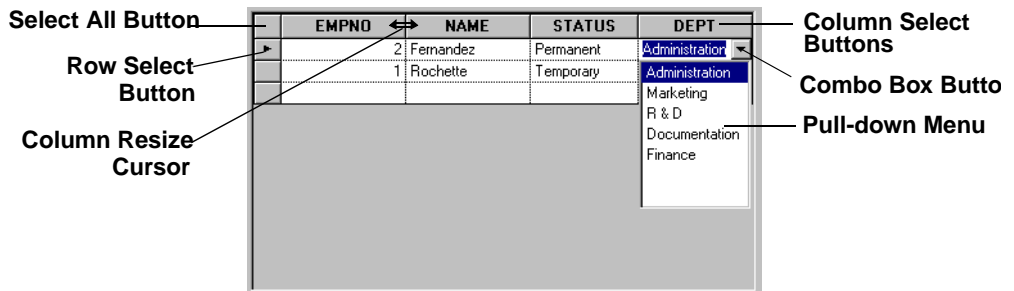 Select All Button
Row Select
Button
Column Resize
Cursor
EMPNO NAME STATUS DEPT
2 Fernandez Permanent Administration
1 Rochette Temporary
Administration
Marketing
R & D
Documentation
Finance
Column Select
Buttons
Combo Box Butto
Pull-down Menu